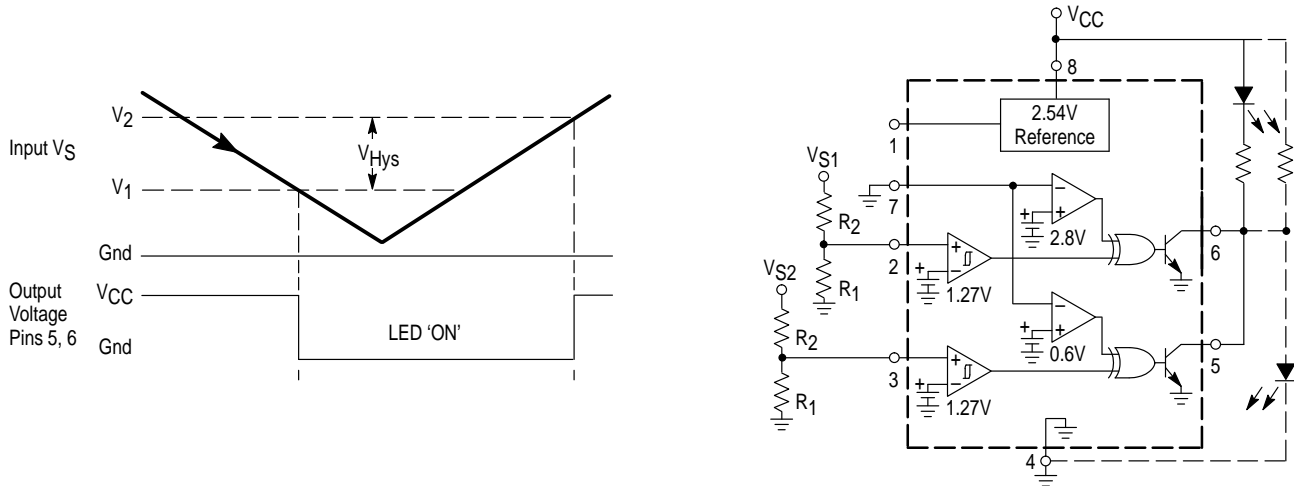 V2
Input VS
VHys
V1
Gnd
Output
Voltage
Pins 5, 6
VCC
Gnd
LED ‘ON’
VCC
8
2.54V
Reference
1
VS1
7
R2
2.8V
6
2
R1
1.27V
VS2
R2
0.6V
5
3
R1
1.27V
4